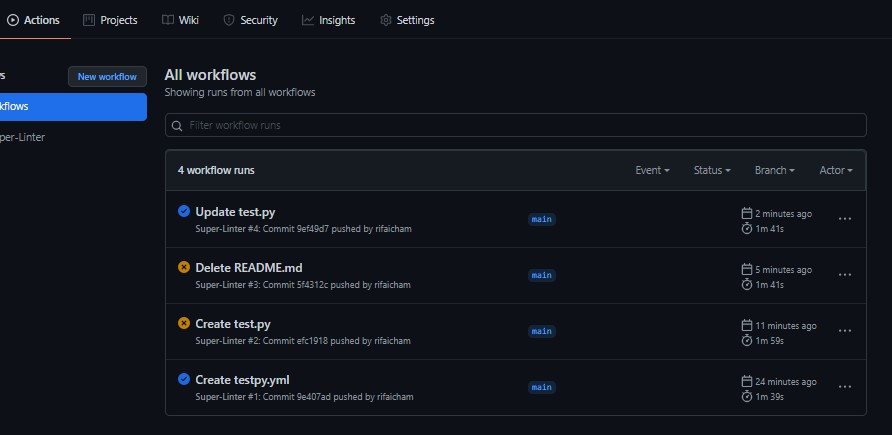 Actions Projects Wiki Security Insights Settings
New workflow
kflows
per-Linter
All workflows
Showing runs from all workflows
Filter workflow runs
4 workflow runs Event Status Branch Actor
Update test.py
Super-Linter #4: Commit 9ef49d7 pushed by rifaicham
main
2 minutes ago
1m 41s
Delete README.md
Super-Linter #3: Commit 5f4312c pushed by rifaicham
main
5 minutes ago
1m 41s
Create test.py
Super-Linter #2: Commit efc1918 pushed by rifaicham
main
11 minutes ago
1m 59s
Create testpy.yml
Super-Linter #1: Commit 9e407ad pushed by rifaicham
main
24 minutes ago
1m 39s